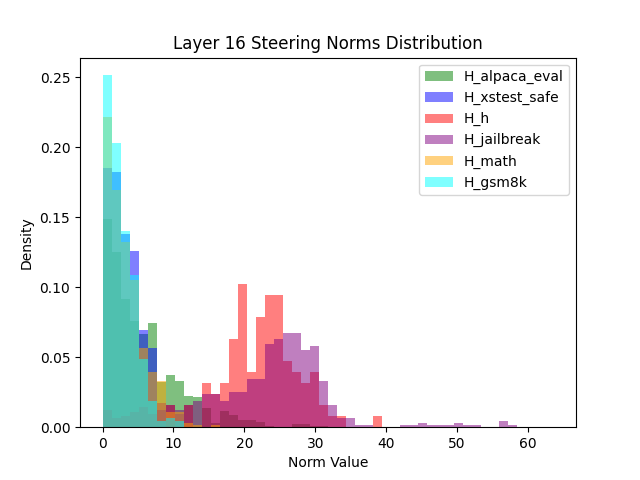 Layer 16 Steering Norms Distribution
H_alpaca_eval
H_xstest_safe
H_h
H_jailbreak
H_math
H_gsm8k
0.25
0.20
0.15
0.10
0.05
0.00
Density
0 10 20 30 40 50 60
Norm Value